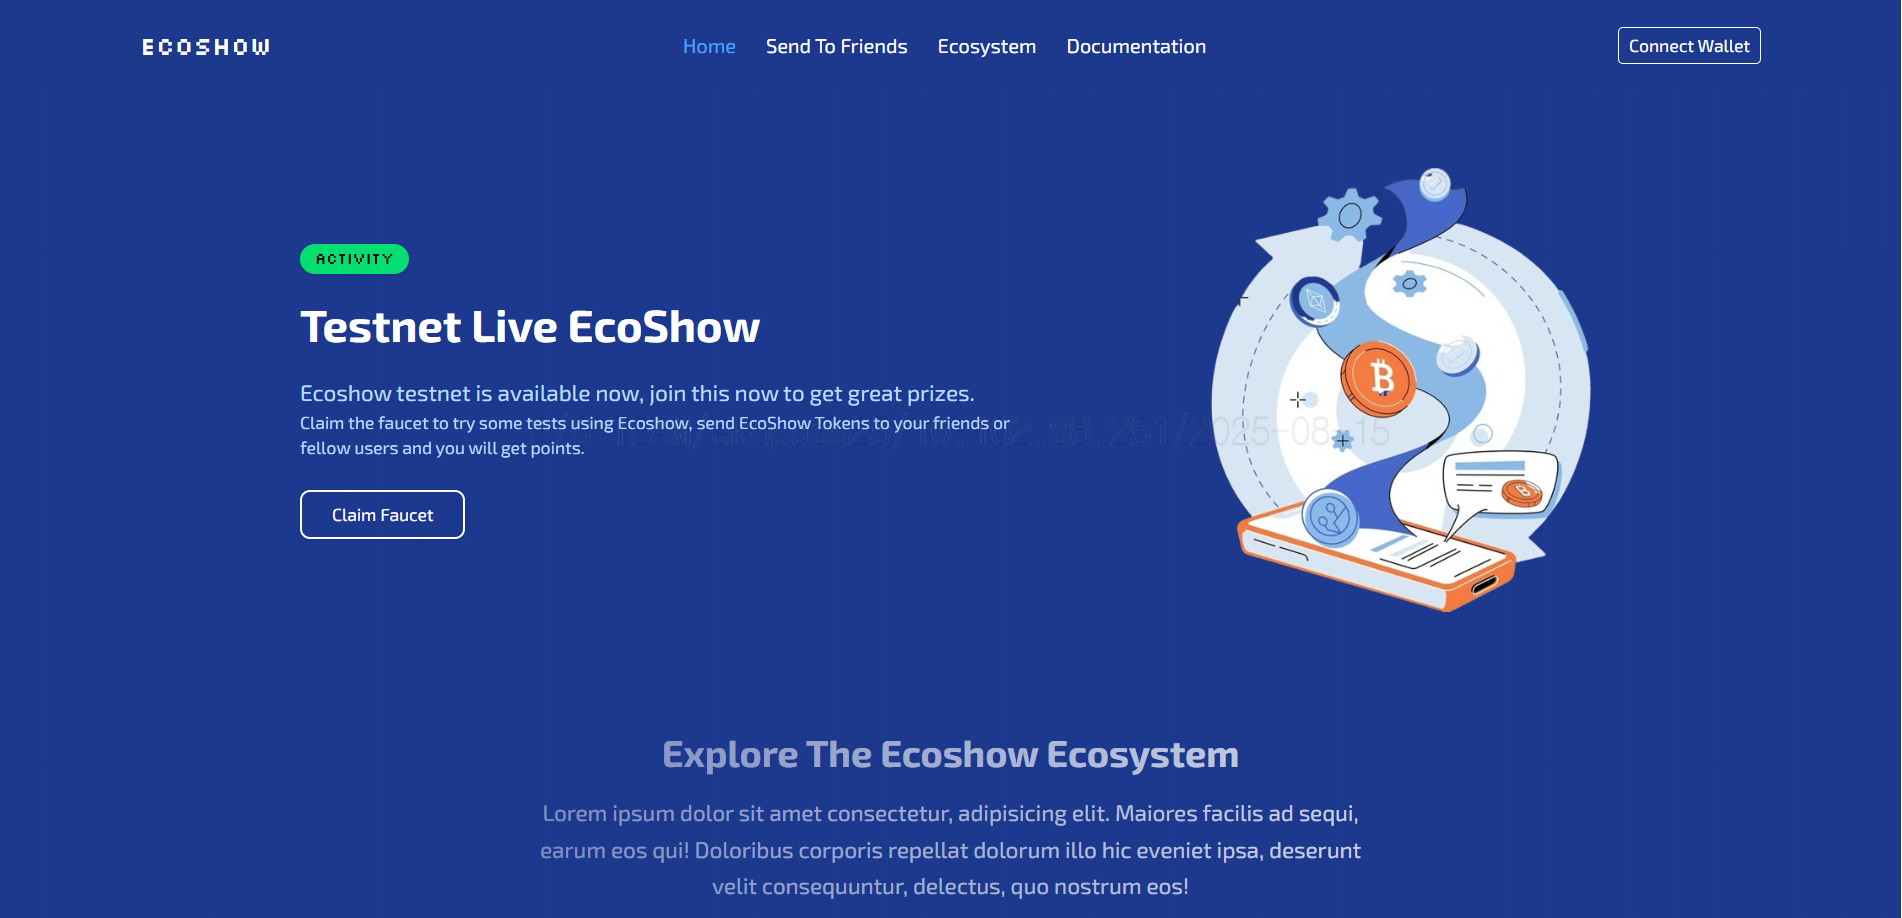 ECOSHOW
Home
Send To Friends
Ecosystem
Documentation
Connect Wallet
ACTIVITY
Testnet Live EcoShow
Ecoshow testnet is available now, join this now to get great prizes.
Claim the faucet to try some tests using Ecoshow, send EcoShow Tokens to your friends or
fellow users and you will get points.
2025-08-15
Claim Faucet
Explore The Ecoshow Ecosystem
Lorem ipsum dolor sit amet consectetur, adipisicing elit. Maiores facilis ad sequi,
earum eos qui! Doloribus corporis repellat dolorum illo hic eveniet ipsa, deserunt
velit consequuntur, delectus, quo nostrum eos!